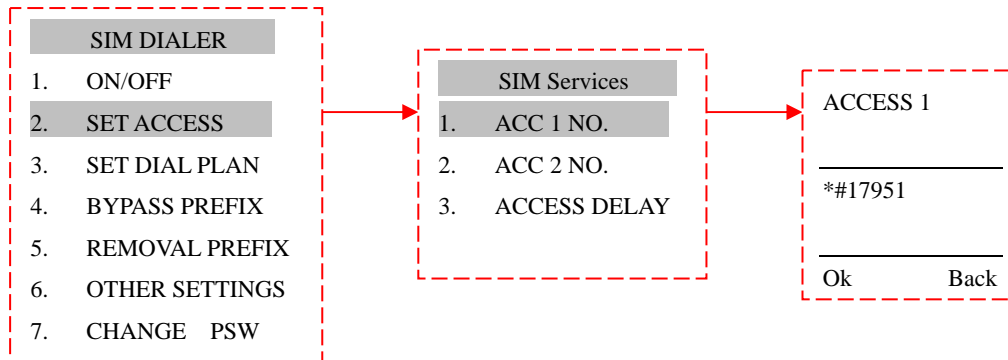 SIM DIALER
1. ON/OFF
2. SET ACCESS
3. SET DIAL PLAN
4. BYPASS PREFIX
5. REMOVAL PREFIX
6. OTHER SETTINGS
7. CHANGE PSW
SIM Services
1. ACC 1 NO.
2. ACC 2 NO.
3. ACCESS DELAY
ACCESS 1
*#17951
Ok Back